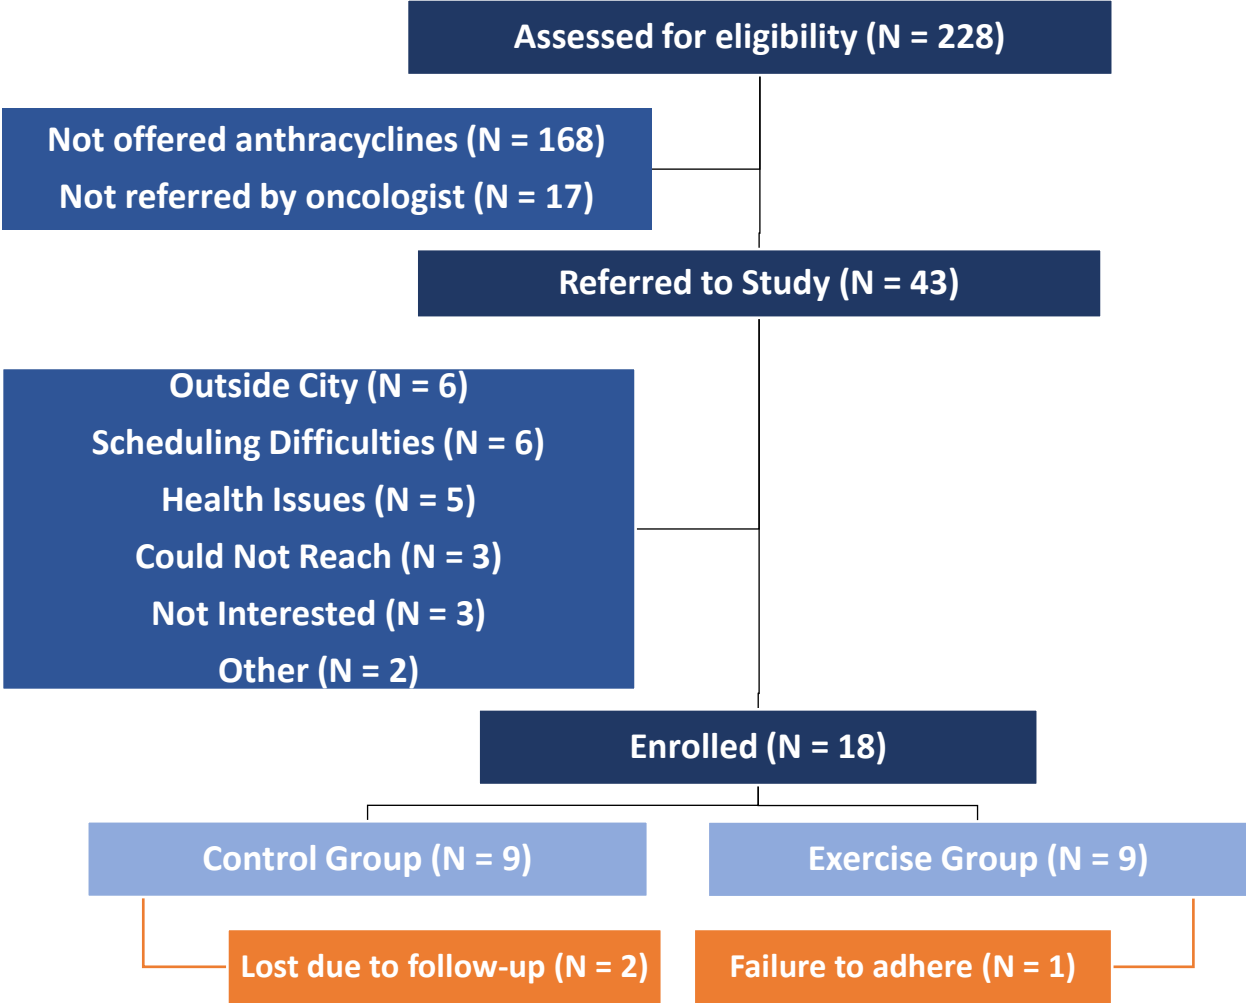 Assessed for eligibility (N = 228)
Not offered anthracyclines (N = 168)
Not referred by oncologist (N = 17)
Referred to Study (N = 43)
Outside City (N = 6)
Scheduling Difficulties (N = 6)
Health Issues (N = 5)
Could Not Reach (N = 3)
Not Interested (N = 3)
Other (N = 2)
Enrolled (N = 18)
Control Group (N = 9)
Exercise Group (N = 9)
Lost due to follow-up (N = 2)
Failure to adhere (N = 1)